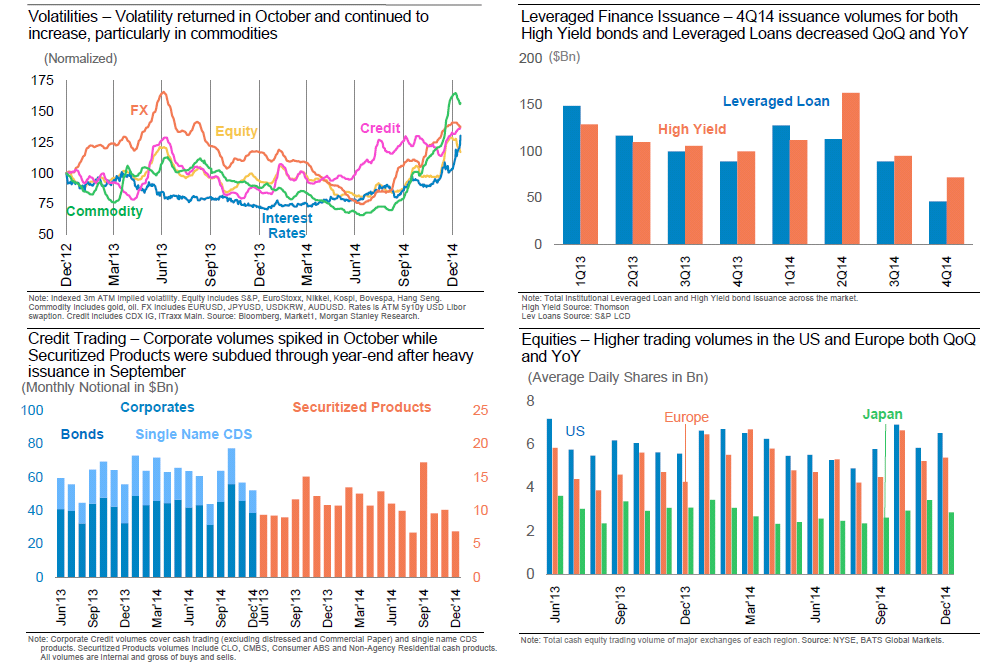 Volatilities – Volatility returned in October and continued to
increase, particularly in commodities
(Normalized)
175
150
125
100
75
50
FX
Equity
Credit
Commodity
Interest
Rates
Dec'12
Mar'13
Jun'13
Sep'13
Dec'13
Mar'14
Jun'14
Sep'14
Dec'14
Note: Indexed 3m ATM implied volatility. Equity includes S&P, EuroStoxx, Nikkei, Kospi, Bovespa, Hang Seng.
Commodity includes gold, oil. FX includes EURUSD, JPYUSD, USDKRW, AUDUSD. Rates is ATM 5y10y USD Libor
swaption. Credit includes CDX IG, iTraxx Main. Source: Bloomberg, Market1, Morgan Stanley Research.
Leveraged Finance Issuance – 4Q14 issuance volumes for both
High Yield bonds and Leveraged Loans decreased QoQ and YoY
200 ($Bn)
150
100
50
0
Leveraged Loan
High Yield
1Q13
2Q13
3Q13
4Q13
1Q14
2Q14
3Q14
4Q14
Note: Total Institutional Leveraged Loan and High Yield bond issuance across the market.
High Yield Source: Thomson
Lev Loans Source: S&P LCD
Credit Trading – Corporate volumes spiked in October while
Securitized Products were subdued through year-end after heavy
issuance in September
(Monthly Notional in $Bn)
100
80
60
40
20
0
Corporates
Bonds
Single Name CDS
Securitized Products
25
20
15
10
5
0
Jun'13
Sep'13
Dec'13
Mar'14
Jun'14
Sep'14
Dec'14
Jun'13
Sep'13
Dec'13
Mar'14
Jun'14
Sep'14
Dec'14
Note: Corporate Credit volumes cover cash trading (excluding distressed and Commercial Paper) and single name CDS
products. Securitized Products volumes include CLO, CMBS, Consumer ABS and Non-Agency Residential cash products.
All volumes are internal and gross of buys and sells.
Equities – Higher trading volumes in the US and Europe both QoQ
and YoY
(Average Daily Shares in Bn)
8
6
4
2
0
US
Europe
Japan
Jun'13
Sep'13
Dec'13
Mar'14
Jun'14
Sep'14
Dec'14
Note: Total cash equity trading volume of major exchanges of each region. Source: NYSE, BATS Global Markets.